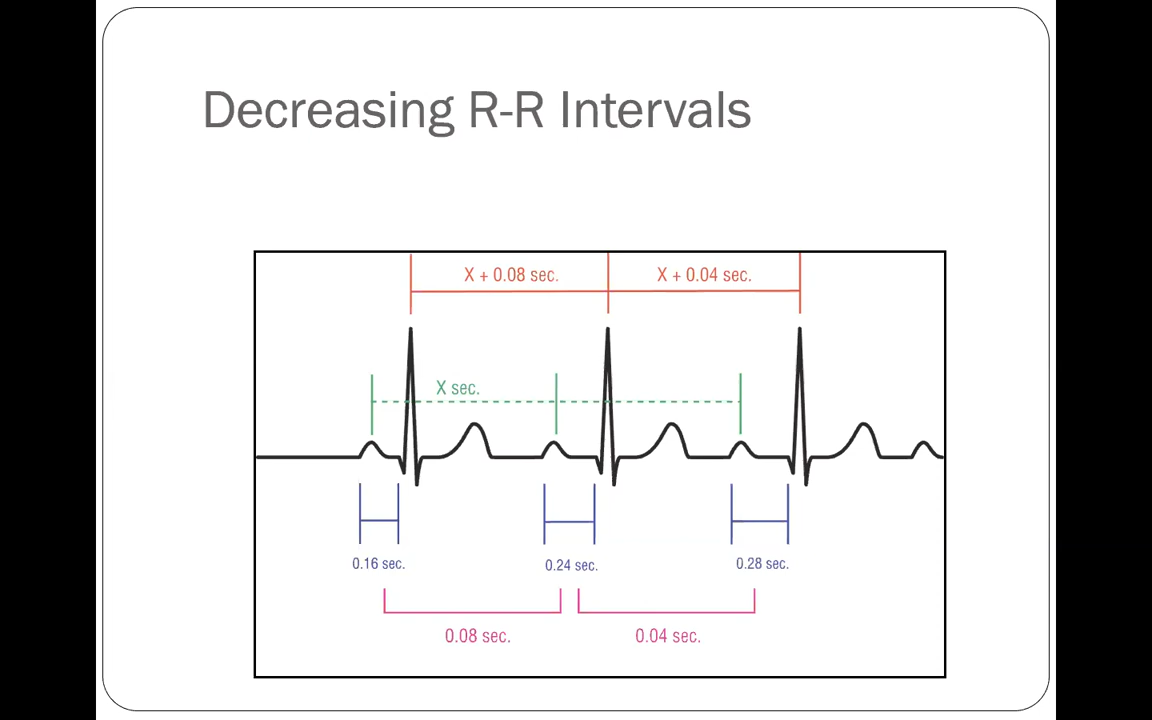 Decreasing R-R Intervals
X + 0.08 sec.
X + 0.04 sec.
X sec.
0.16 sec.
0.24 sec.
0.28 sec.
0.08 sec.
0.04 sec.